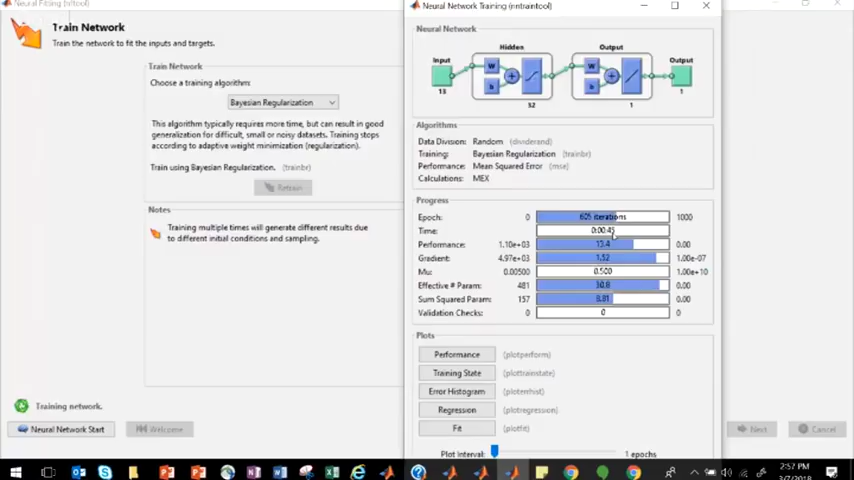 Neural Fitting (nftool)
Train Network
Train the network to fit the inputs and targets.
Train Network
Choose a training algorithm:
Bayesian Regularization
This algorithm typically requires more time, but can result in good
generalization for difficult, small or noisy datasets. Training stops
according to adaptive weight minimization (regularization).
Train using Bayesian Regularization. (trainbr)
Retrain
Notes
Training multiple times will generate different results due
to different initial conditions and sampling.
Training network.
Neural Network Start
Welcome
Neural Network Training (nntraintool)
Neural Network
Hidden
Output
Input
Output
W
W
b
b
13
32
1
1
Algorithms
Data Division: Random (dividerand)
Training: Bayesian Regularization (trainbr)
Performance: Mean Squared Error (mse)
Calculations: MEX
Progress
Epoch: 0 605 iterations 1000
Time: 0:00:45
Performance: 1.10e+03 13.4 0.00
Gradient: 4.97e+03 1.52 1.00e-07
Mu: 0.00500 0.500 1.00e+10
Effective # Param: 481 30.8 0.00
Sum Squared Param: 157 8.81 0.00
Validation Checks: 0 0 0
Plots
Performance (plotperform)
Training State (plottrainstate)
Error Histogram (ploterrhist)
Regression (plotregression)
Fit (plotfit)
Plot Interval: 1 epochs
Next
Cancel
2:57 PM
3/7/2018